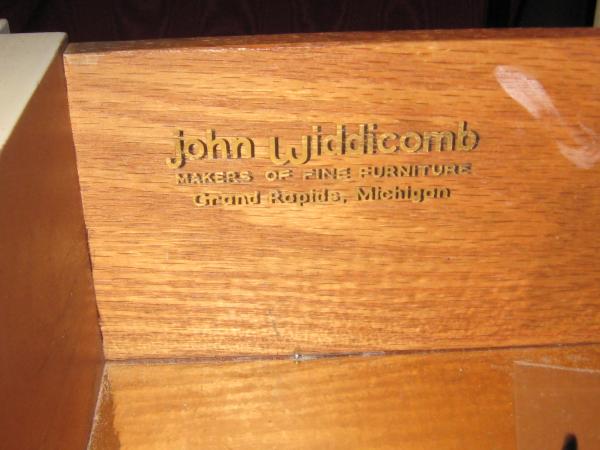 john Widdicomb
MAKERS OF FINE FURNITURE
Grand Rapids, Michigan